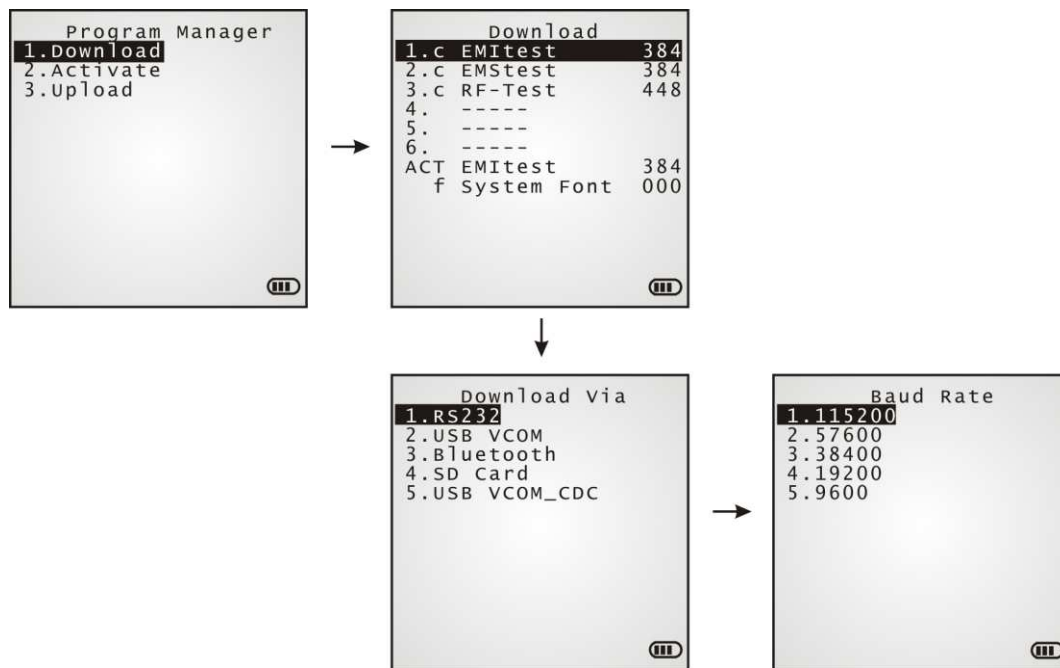 Program Manager
1.Download
2.Activate
3.Upload
Download
1.c EMItest 384
2.c EMStest 384
3.c RF-Test 448
4. -----
5. -----
6. -----
ACT EMItest 384
f System Font 000
Download Via
1.RS232
2.USB VCOM
3.Bluetooth
4.SD Card
5.USB VCOM_CDC
Baud Rate
1.115200
2.57600
3.38400
4.19200
5.9600